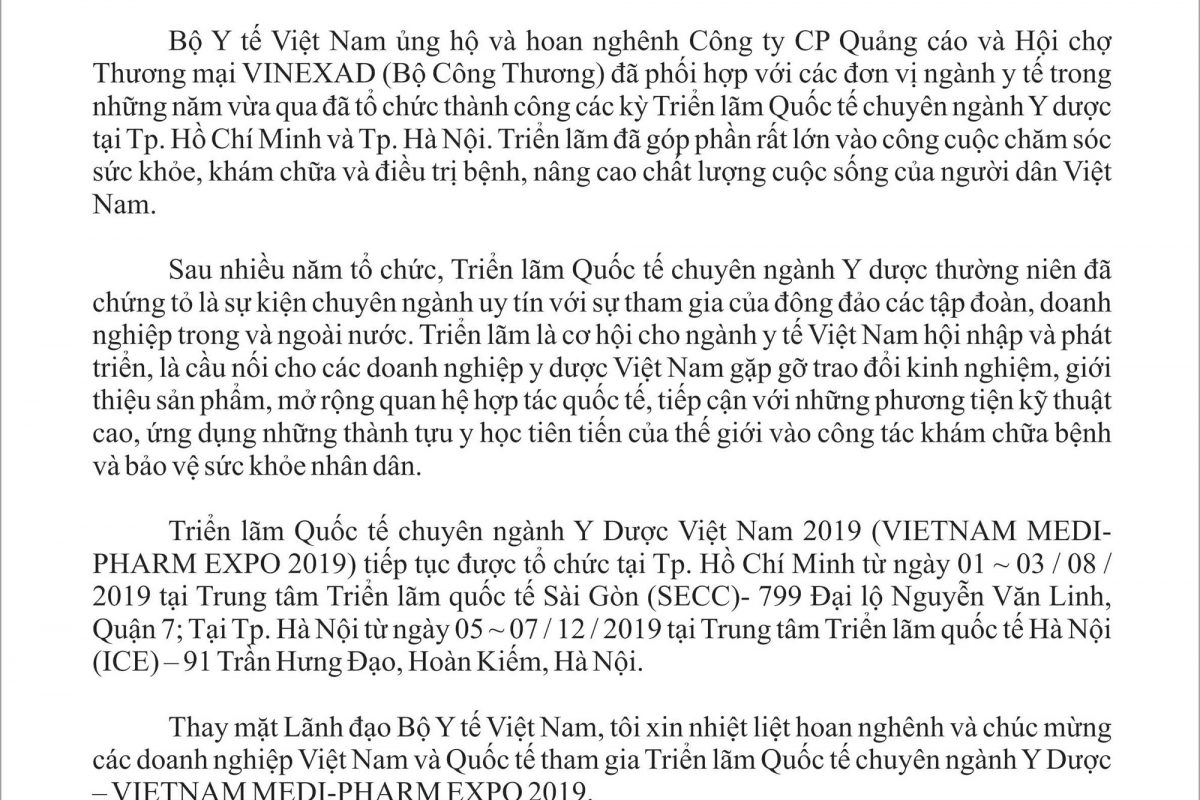 Bộ Y tế Việt Nam ủng hộ và hoan nghênh Công ty CP Quảng cáo và Hội chợ
Thương mại VINEXAD (Bộ Công Thương) đã phối hợp với các đơn vị ngành y tế trong
những năm vừa qua đã tổ chức thành công các kỳ Triển lãm Quốc tế chuyên ngành Y dược
tại Tp. Hồ Chí Minh và Tp. Hà Nội. Triển lãm đã góp phần rất lớn vào công cuộc chăm sóc
sức khỏe, khám chữa và điều trị bệnh, nâng cao chất lượng cuộc sống của người dân Việt
Nam.
Sau nhiều năm tổ chức, Triển lãm Quốc tế chuyên ngành Y dược thường niên đã
chứng tỏ là sự kiện chuyên ngành uy tín với sự tham gia của đông đảo các tập đoàn, doanh
nghiệp trong và ngoài nước. Triển lãm là cơ hội cho ngành y tế Việt Nam hội nhập và phát
triển, là cầu nối cho các doanh nghiệp y dược Việt Nam gặp gỡ trao đổi kinh nghiệm, giới
thiệu sản phẩm, mở rộng quan hệ hợp tác quốc tế, tiếp cận với những phương tiện kỹ thuật
cao, ứng dụng những thành tựu y học tiên tiến của thế giới vào công tác khám chữa bệnh
và bảo vệ sức khỏe nhân dân.
Triển lãm Quốc tế chuyên ngành Y Dược Việt Nam 2019 (VIETNAM MEDI-
PHARM EXPO 2019) tiếp tục được tổ chức tại Tp. Hồ Chí Minh từ ngày 01 ~ 03 / 08 /
2019 tại Trung tâm Triển lãm quốc tế Sài Gòn (SECC)- 799 Đại lộ Nguyễn Văn Linh,
Quận 7; Tại Tp. Hà Nội từ ngày 05 ~ 07 / 12 / 2019 tại Trung tâm Triển lãm quốc tế Hà Nội
(ICE) – 91 Trần Hưng Đạo, Hoàn Kiếm, Hà Nội.
Thay mặt Lãnh đạo Bộ Y tế Việt Nam, tôi xin nhiệt liệt hoan nghênh và chúc mừng
các doanh nghiệp Việt Nam và Quốc tế tham gia Triển lãm Quốc tế chuyên ngành Y Dược
– VIETNAM MEDI-PHARM EXPO 2019.